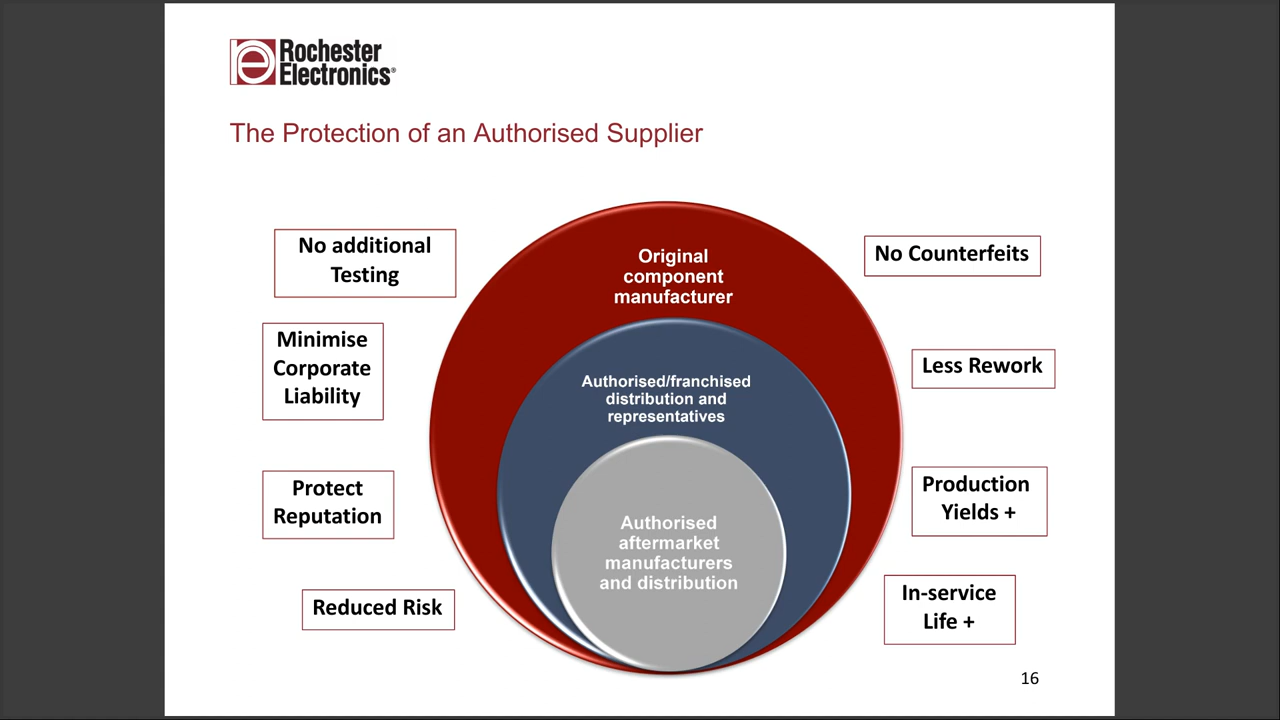 Rochester
Electronics®
The Protection of an Authorised Supplier
No additional
Testing
Minimise
Corporate
Liability
Protect
Reputation
Reduced Risk
Original
component
manufacturer
Authorised/franchised
distribution and
representatives
Authorised
aftermarket
manufacturers
and distribution
No Counterfeits
Less Rework
Production
Yields +
In-service
Life +
16